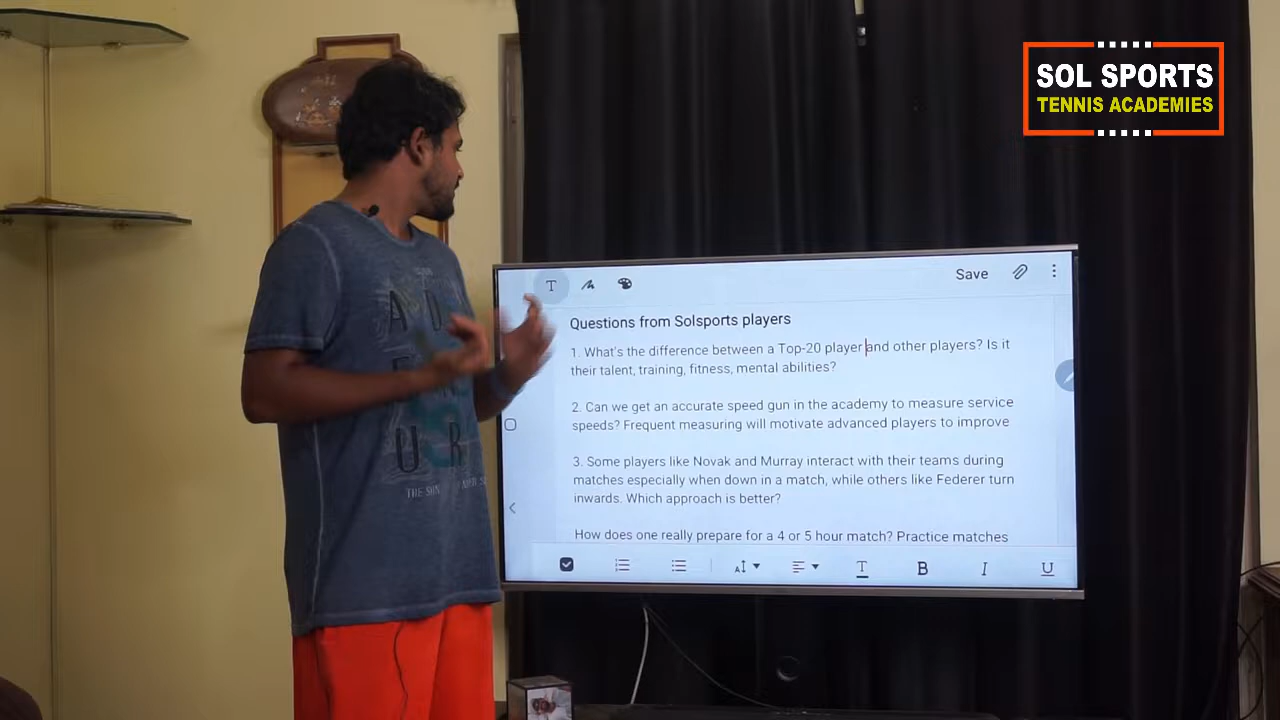 SOL SPORTS
TENNIS ACADEMIES
Save
Questions from Solsports players
1. What's the difference between a Top-20 player and other players? Is it
their talent, training, fitness, mental abilities?
2. Can we get an accurate speed gun in the academy to measure service
speeds? Frequent measuring will motivate advanced players to improve
3. Some players like Novak and Murray interact with their teams during
matches especially when down in a match, while others like Federer turn
inwards. Which approach is better?
How does one really prepare for a 4 or 5 hour match? Practice matches